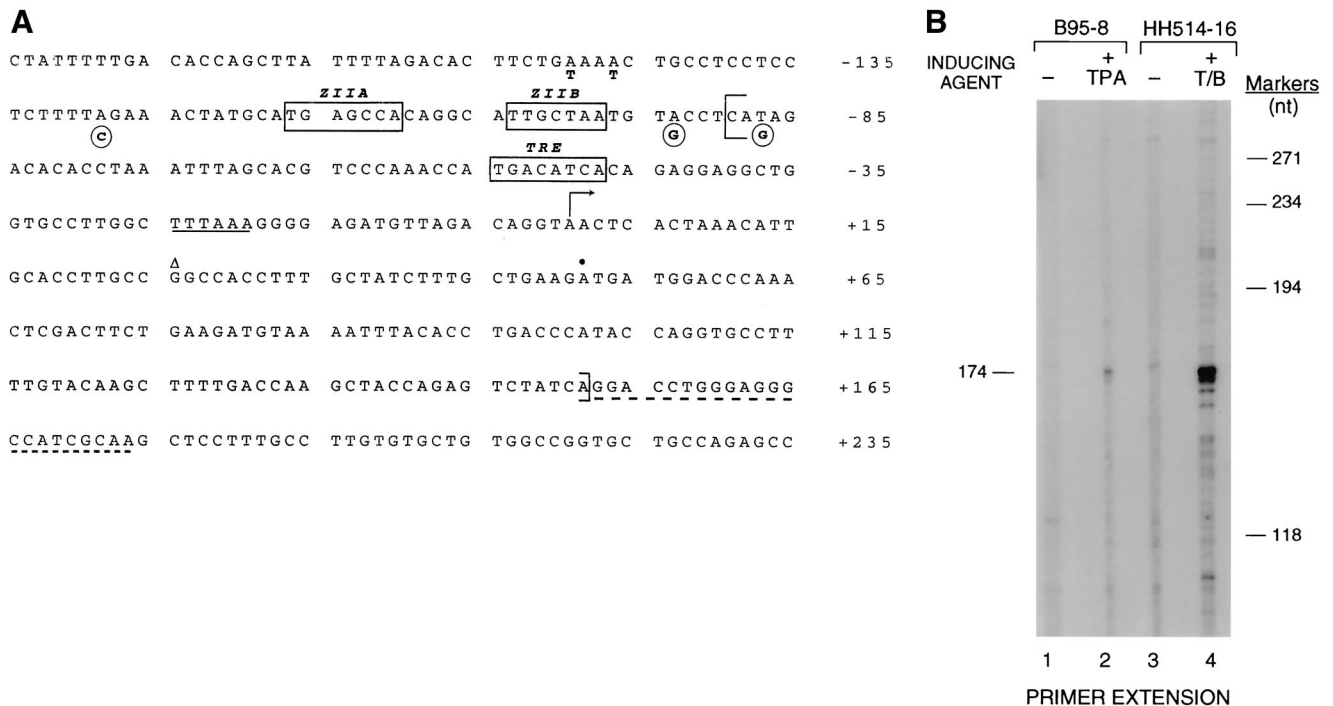 A
CTATTTTTGA CACCAGCTTA TTTTAGACAC TTCTGAAAAC TGCCTCCTCC -135
T T
ZIIA ZIIB
TCTTTTAGAA ACTATGCATG AGCCACAGGC ATTGCTAATG TACCTCATAG -85
C G G
TRE
ACACACCTAA ATTTAGCACG TCCCAAACCA TGACATCACA GAGGAGGCTG -35
GTGCCTTGGC TTTAAAGGGG AGATGTTAGA CAGGTAACTC ACTAAACATT +15
Δ
GCACCTTGCC GGCCACCTTT GCTATCTTTG CTGAAGATGA TGGACCCAAA +65
CTCGACTTCT GAAGATGTAA AATTTACACC TGACCCATAC CAGGTGCCTT +115
TTGTACAAGC TTTTGACCAA GCTACCAGAG TCTATCAGGA CCTGGGAGGG +165
CCATCGCAAG CTCCTTTGCC TTGTGTGCTG TGGCCGGTGC TGCCAGAGCC +235
B
B95-8 HH514-16
INDUCING AGENT
+ +
– TPA – T/B
Markers
(nt)
271
234
194
174
118
1 2 3 4
PRIMER EXTENSION